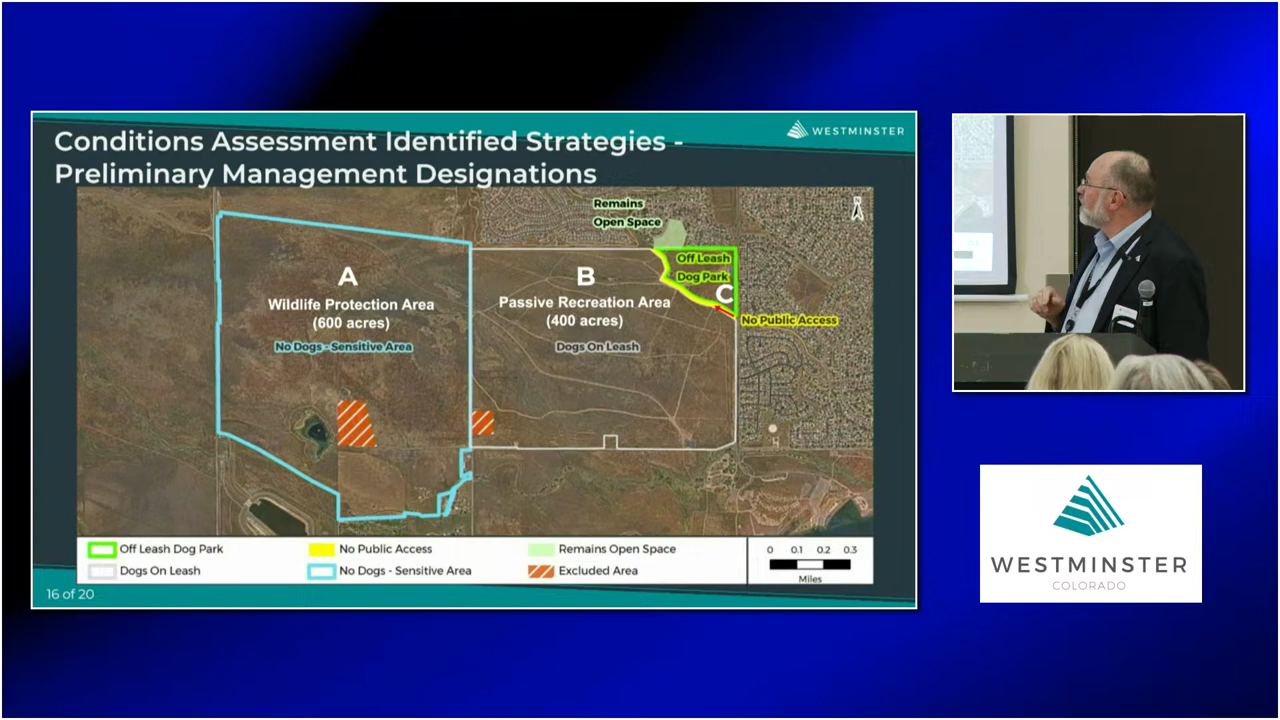 Conditions Assessment Identified Strategies -
Preliminary Management Designations
WESTMINSTER
Remains
Open Space
Off Leash
Dog Park
C
No Public Access
A
Wildlife Protection Area
(600 acres)
No Dogs - Sensitive Area
B
Passive Recreation Area
(400 acres)
Dogs On Leash
Off Leash Dog Park
No Public Access
Remains Open Space
Dogs On Leash
No Dogs - Sensitive Area
Excluded Area
0 0.1 0.2 0.3
Miles
16 of 20
WESTMINSTER
COLORADO